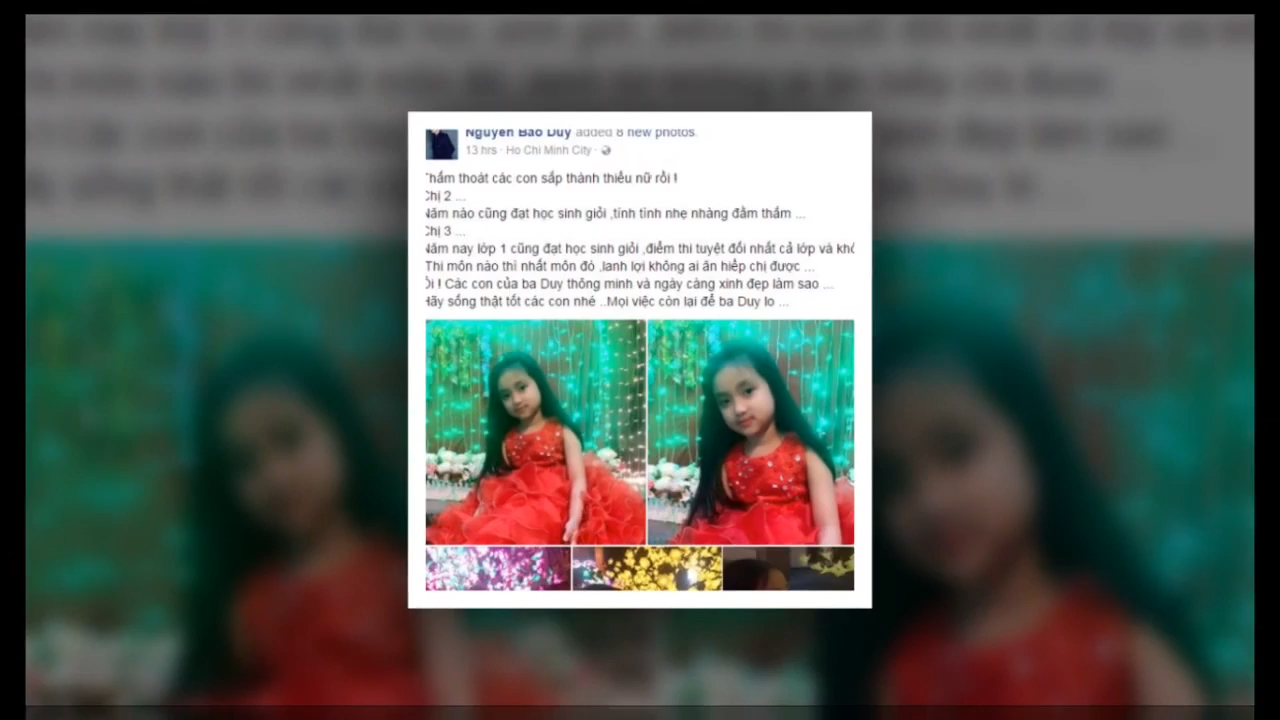 Nguyen Bao Duy added 8 new photos.
13 hrs · Ho Chi Minh City ·
Thấm thoát các con sắp thành thiếu nữ rồi !
Chị 2 ...
Năm nào cũng đạt học sinh giỏi ,tính tình nhẹ nhàng đằm thắm ...
Chị 3 ...
Năm nay lớp 1 cũng đạt học sinh giỏi ,điểm thi tuyệt đối nhất cả lớp và
Thi môn nào thì nhất môn đó ,lanh lợi không ai ăn hiếp chị được ...
Ôi ! Các con của ba Duy thông minh và ngày càng xinh đẹp làm sao ...
Hãy sống thật tốt các con nhé ..Mọi việc còn lại để ba Duy lo ...